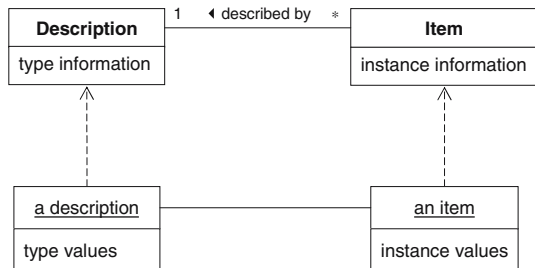 Description
1 ◂ described by *
Item
type information
instance information
a description
an item
type values
instance values